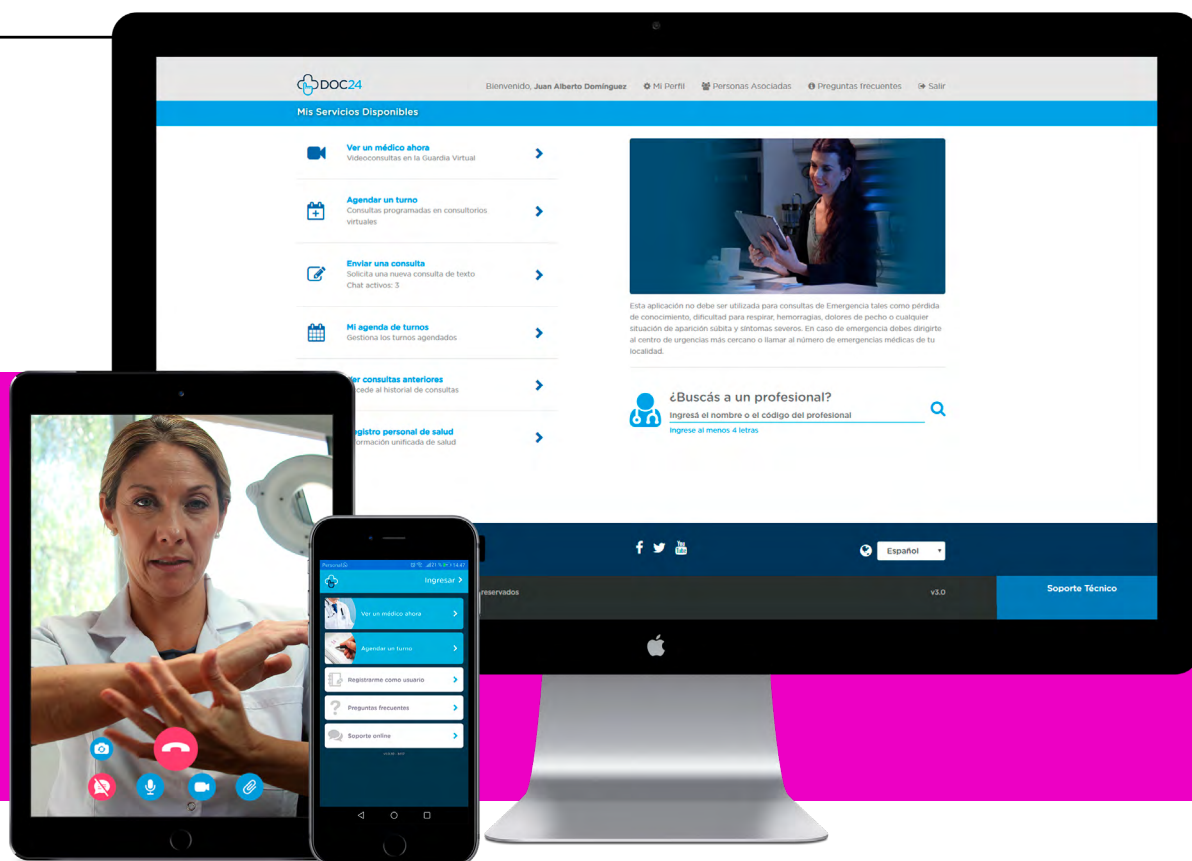 DOC24
Bienvenido, Juan Alberto Domínguez
Mi Perfil
Personas Asociadas
Preguntas frecuentes
Salir
Mis Servicios Disponibles
Ver un médico ahora
Videoconsultas en la Guardia Virtual
Agendar un turno
Consultas programadas en consultorios
virtuales
Enviar una consulta
Solicita una nueva consulta de texto
Chat activos: 3
Mi agenda de turnos
Gestiona los turnos agendados
consultas anteriores
al historial de consultas
personal de salud
unificada de salud
Esta aplicación no debe ser utilizada para consultas de Emergencia tales como pérdida
de conocimiento, dificultad para respirar, hemorragias, dolores de pecho o cualquier
situación de aparición súbita y síntomas severos. En caso de emergencia debes dirigirte
al centro de urgencias más cercano o llamar al número de emergencias médicas de tu
localidad.
¿Buscás a un profesional?
Ingresá el nombre o el código del profesional
Ingrese al menos 4 letras
f
You
Tube
Español
reservados
v3.0
Soporte Técnico
Personal
14:47
Ingresar
Ver un médico ahora
Agendar un turno
Registrarme como usuario
Preguntas frecuentes
Soporte online